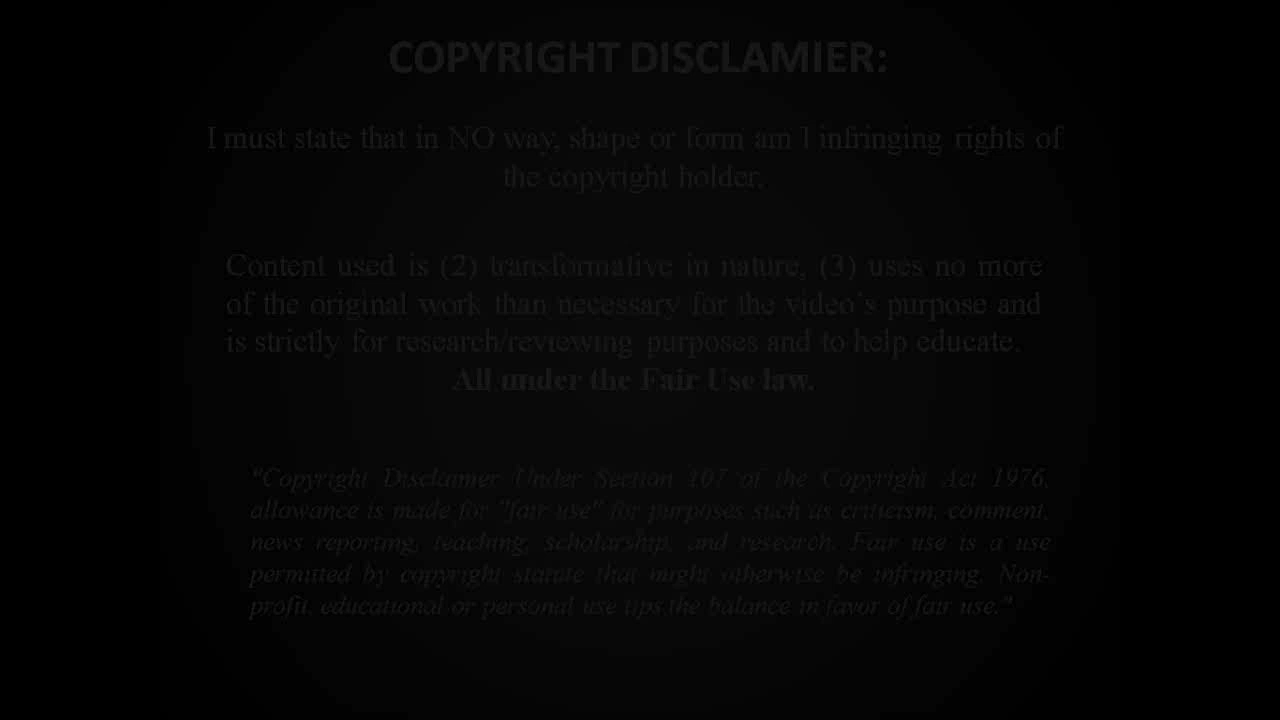 COPYRIGHT DISCLAMIER:
I must state that in NO way, shape or form am I infringing rights of
the copyright holder.
Content used is (2) transformative in nature, (3) uses no more
of the original work than necessary for the video's purpose and
is strictly for research/reviewing purposes and to help educate.
All under the Fair Use law.
"Copyright Disclaimer Under Section 107 of the Copyright Act 1976,
allowance is made for "fair use" for purposes such as criticism, comment,
news reporting, teaching, scholarship, and research. Fair use is a use
permitted by copyright statute that might otherwise be infringing. Non-
profit, educational or personal use tips the balance in favor of fair use."